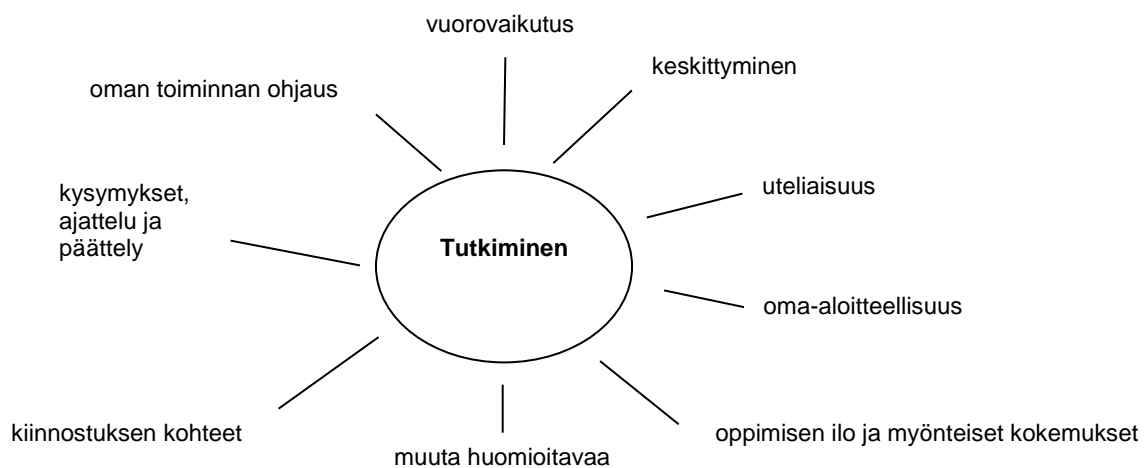 vuorovaikutus
keskittyminen
oman toiminnan ohjaus
kysymykset,
ajattelu ja
päättely
uteliaisuus
Tutkiminen
oma-aloitteellisuus
kiinnostuksen kohteet
oppimisen ilo ja myönteiset kokemukset
muuta huomioitavaa